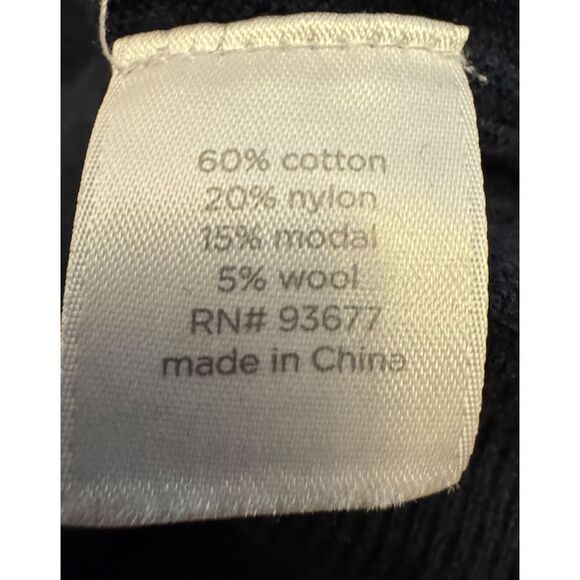 60% cotton
20% nylon
15% modal
5% wool
RN# 93677
made in China